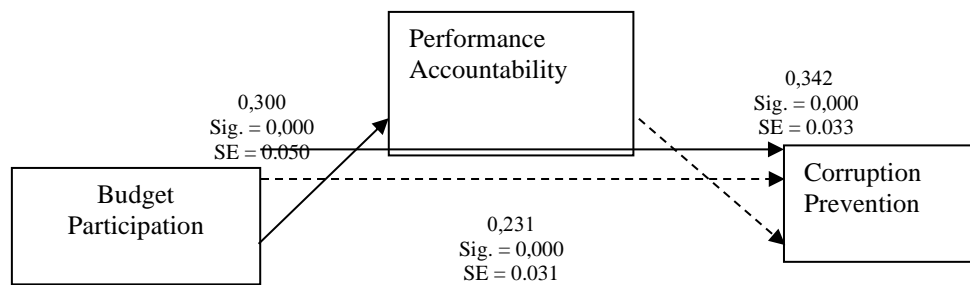 Performance
Accountability
0,300
Sig. = 0,000
SE = 0.050
0,342
Sig. = 0,000
SE = 0.033
Budget
Participation
Corruption
Prevention
0,231
Sig. = 0,000
SE = 0.031